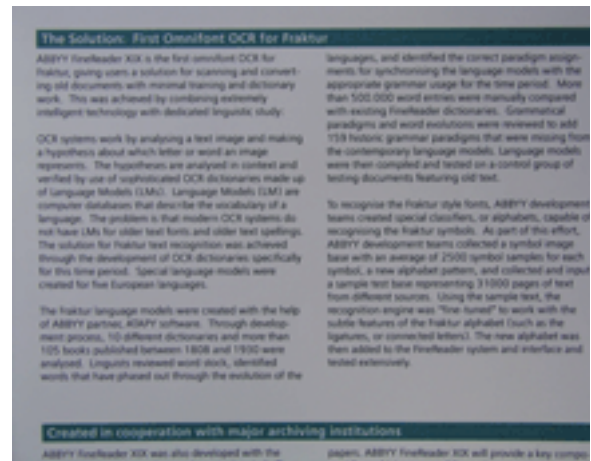 The Solution: First Omnifont OCR for Fraktur
ABBYY FineReader XIX is the first omnifont OCR for
Fraktur, giving users a solution for scanning and convert-
ing old documents with minimal training and dictionary
work. This was achieved by combining extremely
intelligent technology with dedicated linguistic study.
OCR systems work by analysing a text image and making
a hypothesis about which letter or word an image
represents. The hypotheses are analysed in context and
verified by use of sophisticated OCR dictionaries made up
of Language Models (LMs). Language Models (LM) are
computer databases that describe the vocabulary of a
language. The problem is that modern OCR systems do
not have LMs for older text fonts and older text spellings.
The solution for Fraktur text recognition was achieved
through the development of OCR dictionaries specifically
for this time period. Special language models were
created for five European languages.
The Fraktur language models were created with the help
of ABBYY partner, ATAPY software. Through develop-
ment process, 10 different dictionaries and more than
105 books published between 1808 and 1930 were
analysed. Linguists reviewed word stock, identified
words that have phased out through the evolution of the
languages, and identified the correct paradigm assign-
ments for synchronising the language models with the
appropriate grammar usage for the time period. More
than 500.000 word entries were manually compared
with existing FineReader dictionaries. Grammatical
paradigms and word evolutions were reviewed to add
159 historic grammar paradigms that were missing from
the contemporary language models. Language models
were then compiled and tested on a control group of
testing documents featuring old text.
To recognise the Fraktur style fonts, ABBYY development
teams created special classifiers, or alphabets, capable of
recognising the Fraktur symbols. As part of this effort,
ABBYY development teams collected a symbol image
base with an average of 2500 symbol samples for each
symbol, a new alphabet pattern, and collected and input
a sample text base representing 31000 pages of text
from different sources. Using the sample text, the
recognition engine was "fine-tuned" to work with the
subtle features of the Fraktur alphabet (such as the
ligatures, or connected letters). The new alphabet was
then added to the FineReader system and interface and
tested extensively.
Created in cooperation with major archiving institutions
ABBYY FineReader XIX was also developed with the
papers. ABBYY FineReader XIX will provide a key compo-